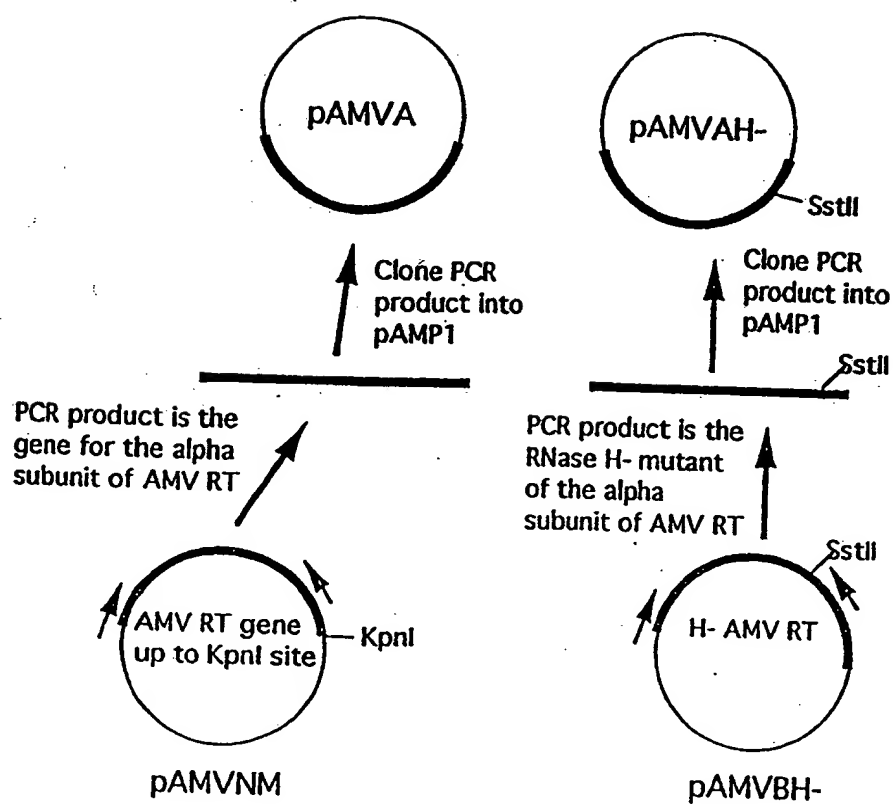 pAMVA
pAMVAH-
SstII
Clone PCR
product into
pAMP1
Clone PCR
product into
pAMP1
SstII
PCR product is the
gene for the alpha
subunit of AMV RT
PCR product is the
RNase H- mutant
of the alpha
subunit of AMV RT
SstII
AMV RT gene
up to KpnI site
KpnI
H- AMV RT
pAMVNM
pAMVBH-